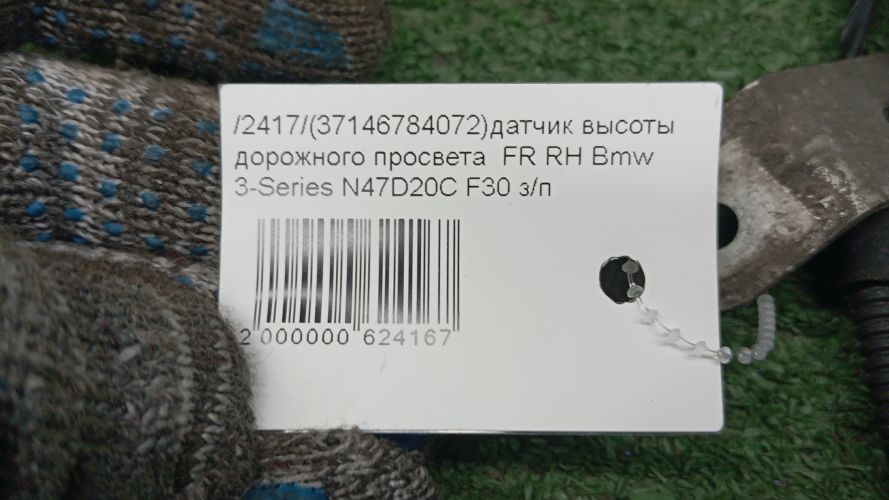 /2417/(37146784072)датчик высоты
дорожного просвета  FR RH Bmw
3-Series N47D20C F30 з/п
2 000000 624167